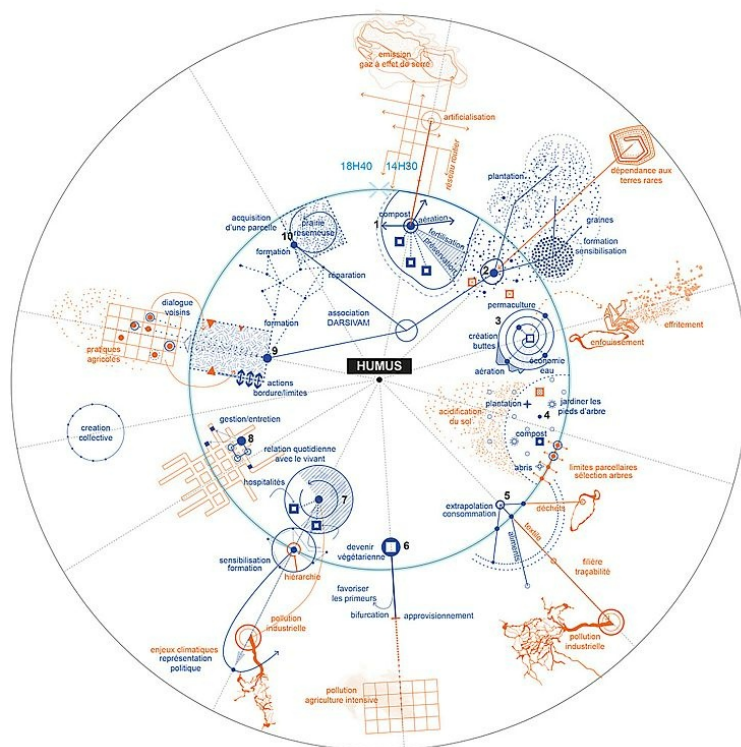 émission
gaz à effet de serre
artificialisation
réseau routier
18H40
14H30
compost
1
aération
fertilisation
préservation
plantation
dépendance aux
terres rares
graines
formation
sensibilisation
2
acquisition
d'une parcelle
10
prairie
resemeuse
formation
réparation
association
DARSIVAM
formation
permaculture
3
création
buttes
aération
économie
eau
enfouissement
effritement
dialogue
voisins
pratiques
agricoles
9
actions
bordure/limites
HUMUS
acidification
du sol
plantation
jardiner les
pieds d'arbre
4
compost
abris
limites parcellaires
sélection arbres
création
collective
gestion/entretien
8
relation quotidienne
avec le vivant
hospitalités
7
5
extrapolation
consommation
déchets
textile
aliments
filière
traçabilité
pollution
industrielle
6
devenir
végétarienne
favoriser
les primeurs
bifurcation
approvisionnement
pollution
agriculture intensive
sensibilisation
formation
hiérarchie
pollution
industrielle
enjeux climatiques
représentation
politique